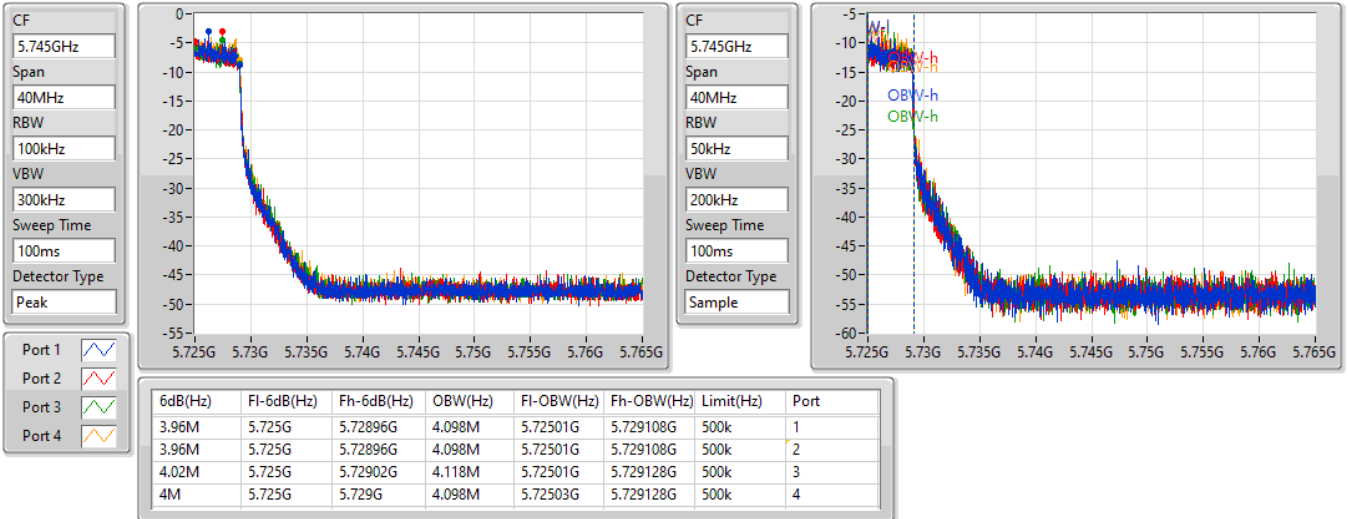 CF
5.745GHz
Span
40MHz
RBW
100kHz
VBW
300kHz
Sweep Time
100ms
Detector Type
Peak
0-
-5-
-10-
-15-
-20-
-25-
-30-
-35-
-40-
-45-
-50-
-55-
5.725G 5.73G 5.735G 5.74G 5.745G 5.75G 5.755G 5.76G 5.765G
CF
5.745GHz
Span
40MHz
RBW
50kHz
VBW
200kHz
Sweep Time
100ms
Detector Type
Sample
-5-
-10-
-15-
-20-
-25-
-30-
-35-
-40-
-45-
-50-
-55-
-60-
OBW-h
OBW-h
OBW-h
OBW-h
5.725G 5.73G 5.735G 5.74G 5.745G 5.75G 5.755G 5.76G 5.765G
Port 1
Port 2
Port 3
Port 4
6dB(Hz) Fl-6dB(Hz) Fh-6dB(Hz) OBW(Hz) Fl-OBW(Hz) Fh-OBW(Hz) Limit(Hz) Port
3.96M 5.725G 5.72896G 4.098M 5.72501G 5.729108G 500k 1
3.96M 5.725G 5.72896G 4.098M 5.72501G 5.729108G 500k 2
4.02M 5.725G 5.72902G 4.118M 5.72501G 5.729128G 500k 3
4M 5.725G 5.729G 4.098M 5.72503G 5.729128G 500k 4